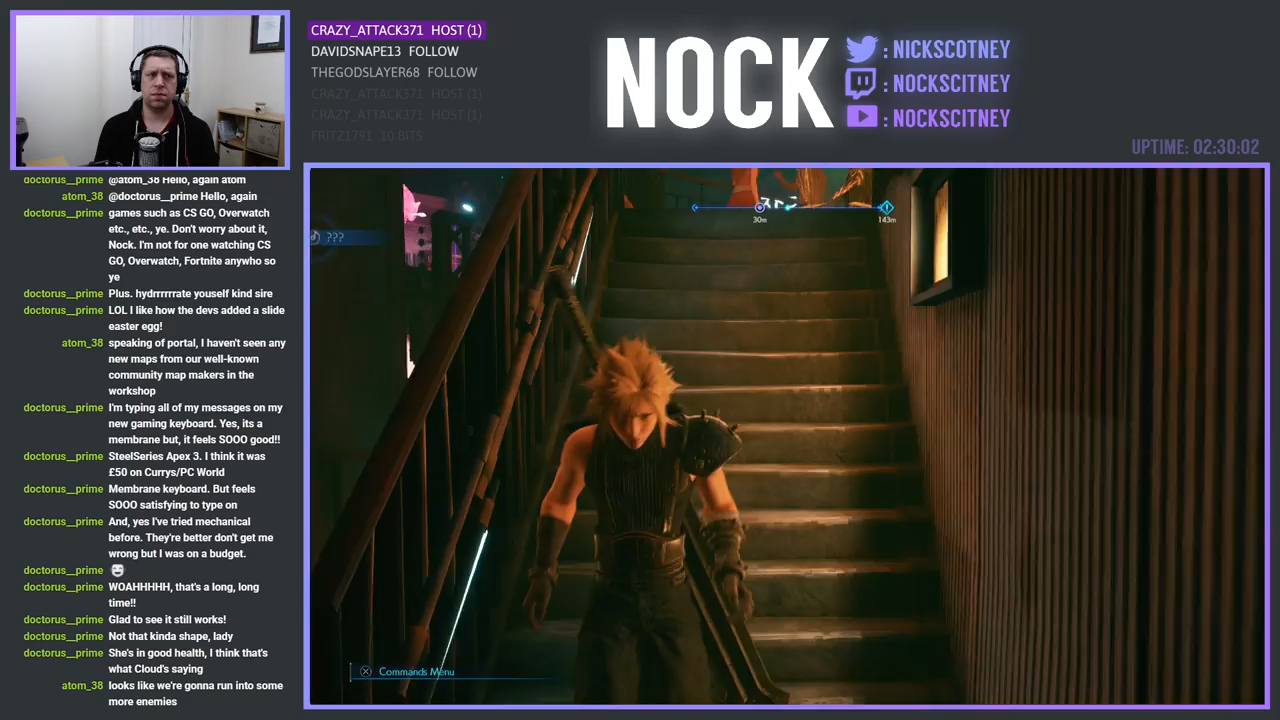 CRAZY_ATTACK371 HOST (1)
DAVIDSNAPE13 FOLLOW
THEGODSLAYER68 FOLLOW
CRAZY_ATTACK371 HOST (1)
CRAZY_ATTACK371 HOST (1)
FRITZ1791 10 BITS
NOCK
: NICKSCOTNEY
: NOCKSCITNEY
: NOCKSCITNEY
UPTIME: 02:30:02
doctorus__prime @atom_38 Hello, again atom
atom_38 @doctorus__prime Hello, again
doctorus__prime games such as CS GO, Overwatch
etc., etc., ye. Don't worry about it,
Nock. I'm not for one watching CS
GO, Overwatch, Fortnite anywho so
ye
doctorus__prime Plus. hydrrrrrate youself kind sire
doctorus__prime LOL I like how the devs added a slide
easter egg!
atom_38 speaking of portal, I haven't seen any
new maps from our well-known
community map makers in the
workshop
doctorus__prime I'm typing all of my messages on my
new gaming keyboard. Yes, its a
membrane but, it feels SOOO good!!
doctorus__prime SteelSeries Apex 3. I think it was
£50 on Currys/PC World
doctorus__prime Membrane keyboard. But feels
SOOO satisfying to type on
doctorus__prime And, yes I've tried mechanical
before. They're better don't get me
wrong but I was on a budget.
doctorus__prime
doctorus__prime WOAHHHHH, that's a long, long
time!!
doctorus__prime Glad to see it still works!
doctorus__prime Not that kinda shape, lady
doctorus__prime She's in good health, I think that's
what Cloud's saying
atom_38 looks like we're gonna run into some
more enemies
30m
143m
???
Commands Menu